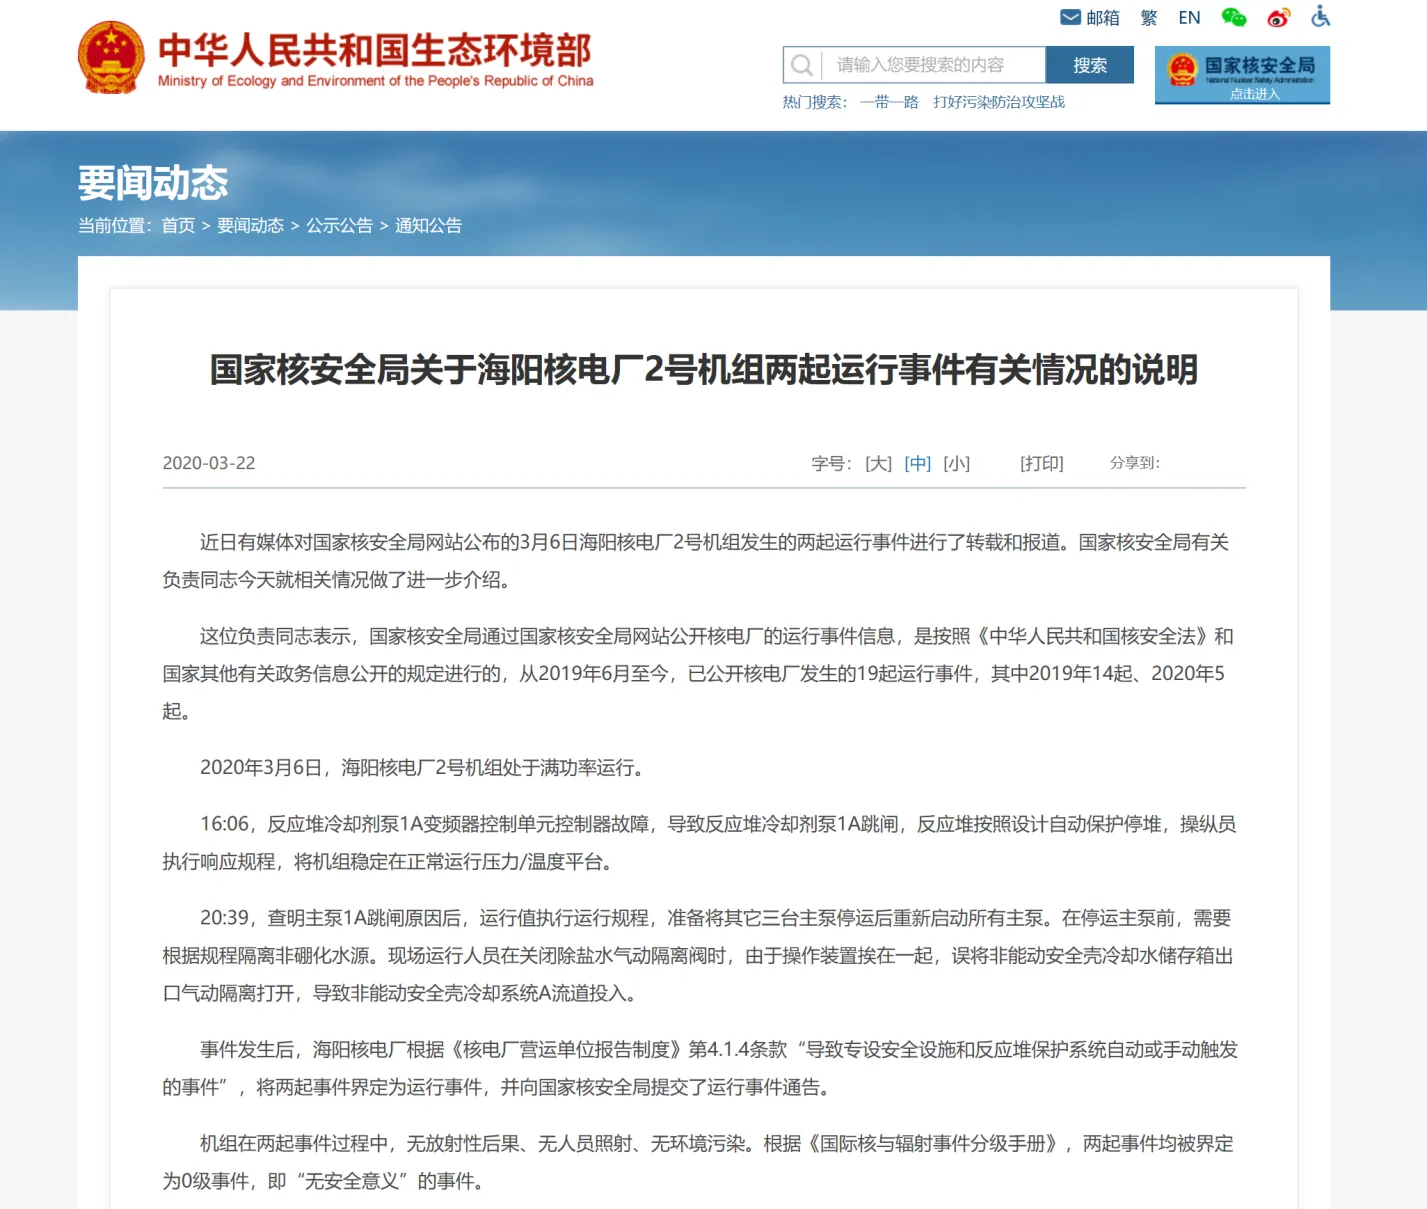 邮箱 繁 EN
中华人民共和国生态环境部
Ministry of Ecology and Environment of the People's Republic of China
请输入您要搜索的内容 搜索
热门搜索： 一带一路 打好污染防治攻坚战
国家核安全局
National Nuclear Safety Administration
点击进入
要闻动态
当前位置：首页 > 要闻动态 > 公示公告 > 通知公告
国家核安全局关于海阳核电厂2号机组两起运行事件有关情况的说明
2020-03-22 字号：[大] [中] [小] [打印] 分享到：
近日有媒体对国家核安全局网站公布的3月6日海阳核电厂2号机组发生的两起运行事件进行了转载和报道。国家核安全局有关
负责同志今天就相关情况做了进一步介绍。
这位负责同志表示，国家核安全局通过国家核安全局网站公开核电厂的运行事件信息，是按照《中华人民共和国核安全法》和
国家其他有关政务信息公开的规定进行的，从2019年6月至今，已公开核电厂发生的19起运行事件，其中2019年14起、2020年5
起。
2020年3月6日，海阳核电厂2号机组处于满功率运行。
16:06，反应堆冷却剂泵1A变频器控制单元控制器故障，导致反应堆冷却剂泵1A跳闸，反应堆按照设计自动保护停堆，操纵员
执行响应规程，将机组稳定在正常运行压力/温度平台。
20:39，查明主泵1A跳闸原因后，运行值执行运行规程，准备将其它三台主泵停运后重新启动所有主泵。在停运主泵前，需要
根据规程隔离非硼化水源。现场运行人员在关闭除盐水气动隔离阀时，由于操作装置挨在一起，误将非能动安全壳冷却水储存箱出
口气动隔离打开，导致非能动安全壳冷却系统A流道投入。
事件发生后，海阳核电厂根据《核电厂营运单位报告制度》第4.1.4条款“导致专设安全设施和反应堆保护系统自动或手动触发
的事件”，将两起事件界定为运行事件，并向国家核安全局提交了运行事件通告。
机组在两起事件过程中，无放射性后果、无人员照射、无环境污染。根据《国际核与辐射事件分级手册》，两起事件均被界定
为0级事件，即“无安全意义”的事件。